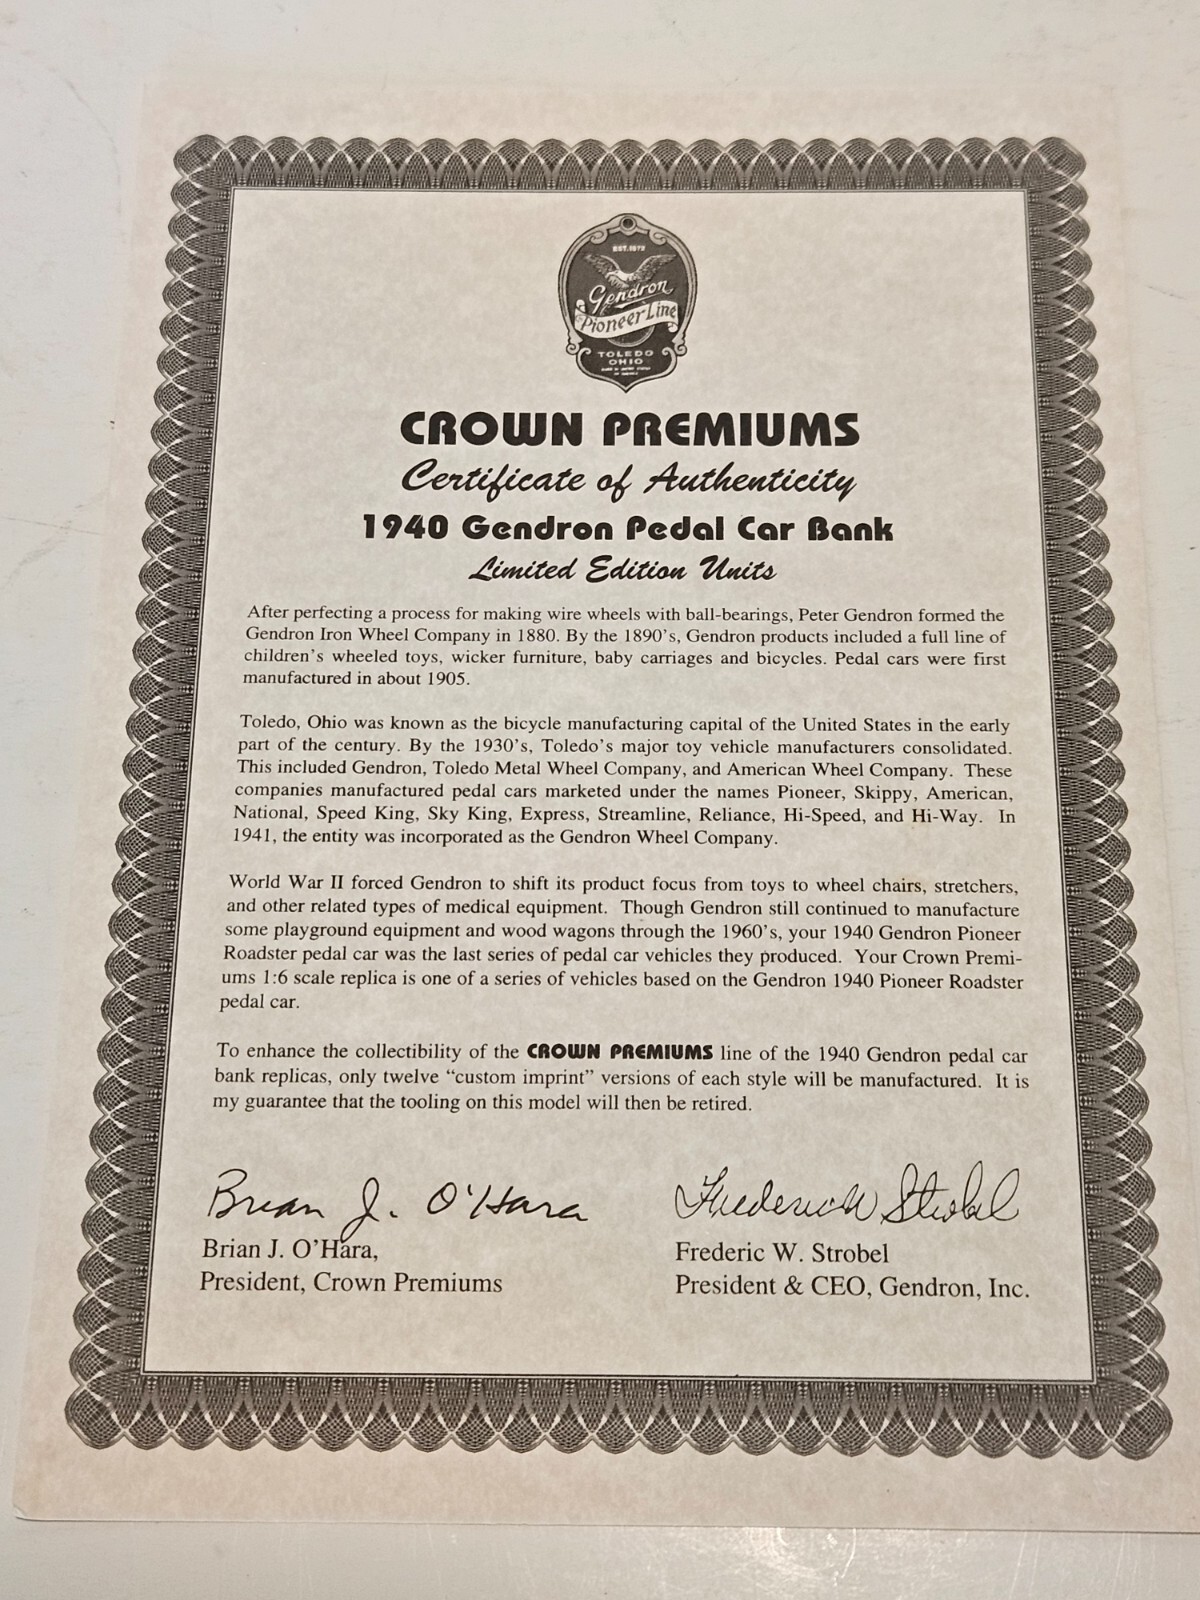 EST. 1872
Gendron
Pioneer Line
TOLEDO
OHIO
CROWN PREMIUMS
Certificate of Authenticity
1940 Gendron Pedal Car Bank
Limited Edition Units
After perfecting a process for making wire wheels with ball-bearings, Peter Gendron formed the
Gendron Iron Wheel Company in 1880. By the 1890's, Gendron products included a full line of
children's wheeled toys, wicker furniture, baby carriages and bicycles. Pedal cars were first
manufactured in about 1905.
Toledo, Ohio was known as the bicycle manufacturing capital of the United States in the early
part of the century. By the 1930's, Toledo's major toy vehicle manufacturers consolidated.
This included Gendron, Toledo Metal Wheel Company, and American Wheel Company. These
companies manufactured pedal cars marketed under the names Pioneer, Skippy, American,
National, Speed King, Sky King, Express, Streamline, Reliance, Hi-Speed, and Hi-Way. In
1941, the entity was incorporated as the Gendron Wheel Company.
World War II forced Gendron to shift its product focus from toys to wheel chairs, stretchers,
and other related types of medical equipment. Though Gendron still continued to manufacture
some playground equipment and wood wagons through the 1960's, your 1940 Gendron Pioneer
Roadster pedal car was the last series of pedal car vehicles they produced. Your Crown Premi-
ums 1:6 scale replica is one of a series of vehicles based on the Gendron 1940 Pioneer Roadster
pedal car.
To enhance the collectibility of the CROWN PREMIUMS line of the 1940 Gendron pedal car
bank replicas, only twelve "custom imprint" versions of each style will be manufactured. It is
my guarantee that the tooling on this model will then be retired.
Brian J. O'Hara
Frederic W Strobel
Brian J. O'Hara,
Frederic W. Strobel
President, Crown Premiums
President & CEO, Gendron, Inc.